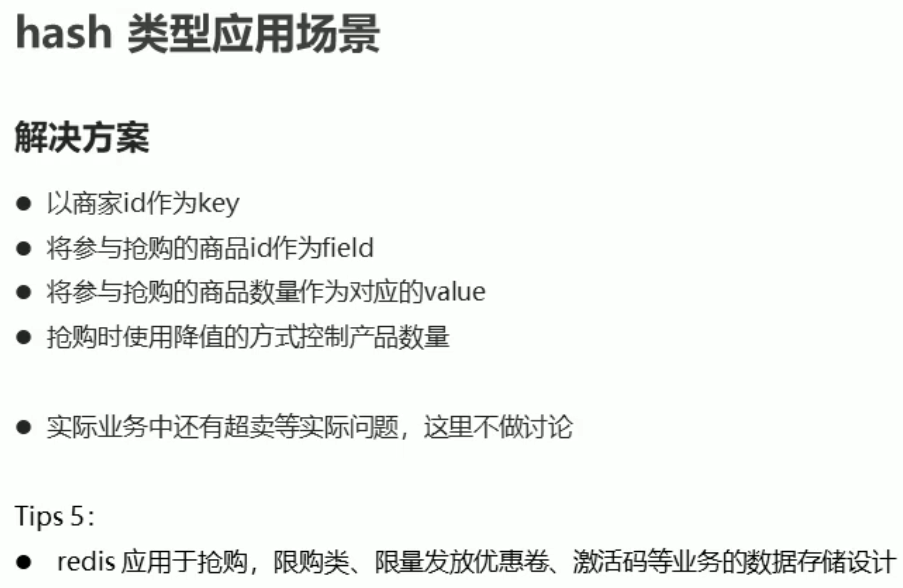 hash 类型应用场景
解决方案
● 以商家id作为key
● 将参与抢购的商品id作为field
● 将参与抢购的商品数量作为对应的value
● 抢购时使用降值的方式控制产品数量
● 实际业务中还有超卖等实际问题，这里不做讨论
Tips 5：
● redis 应用于抢购，限购类、限量发放优惠卷、激活码等业务的数据存储设计